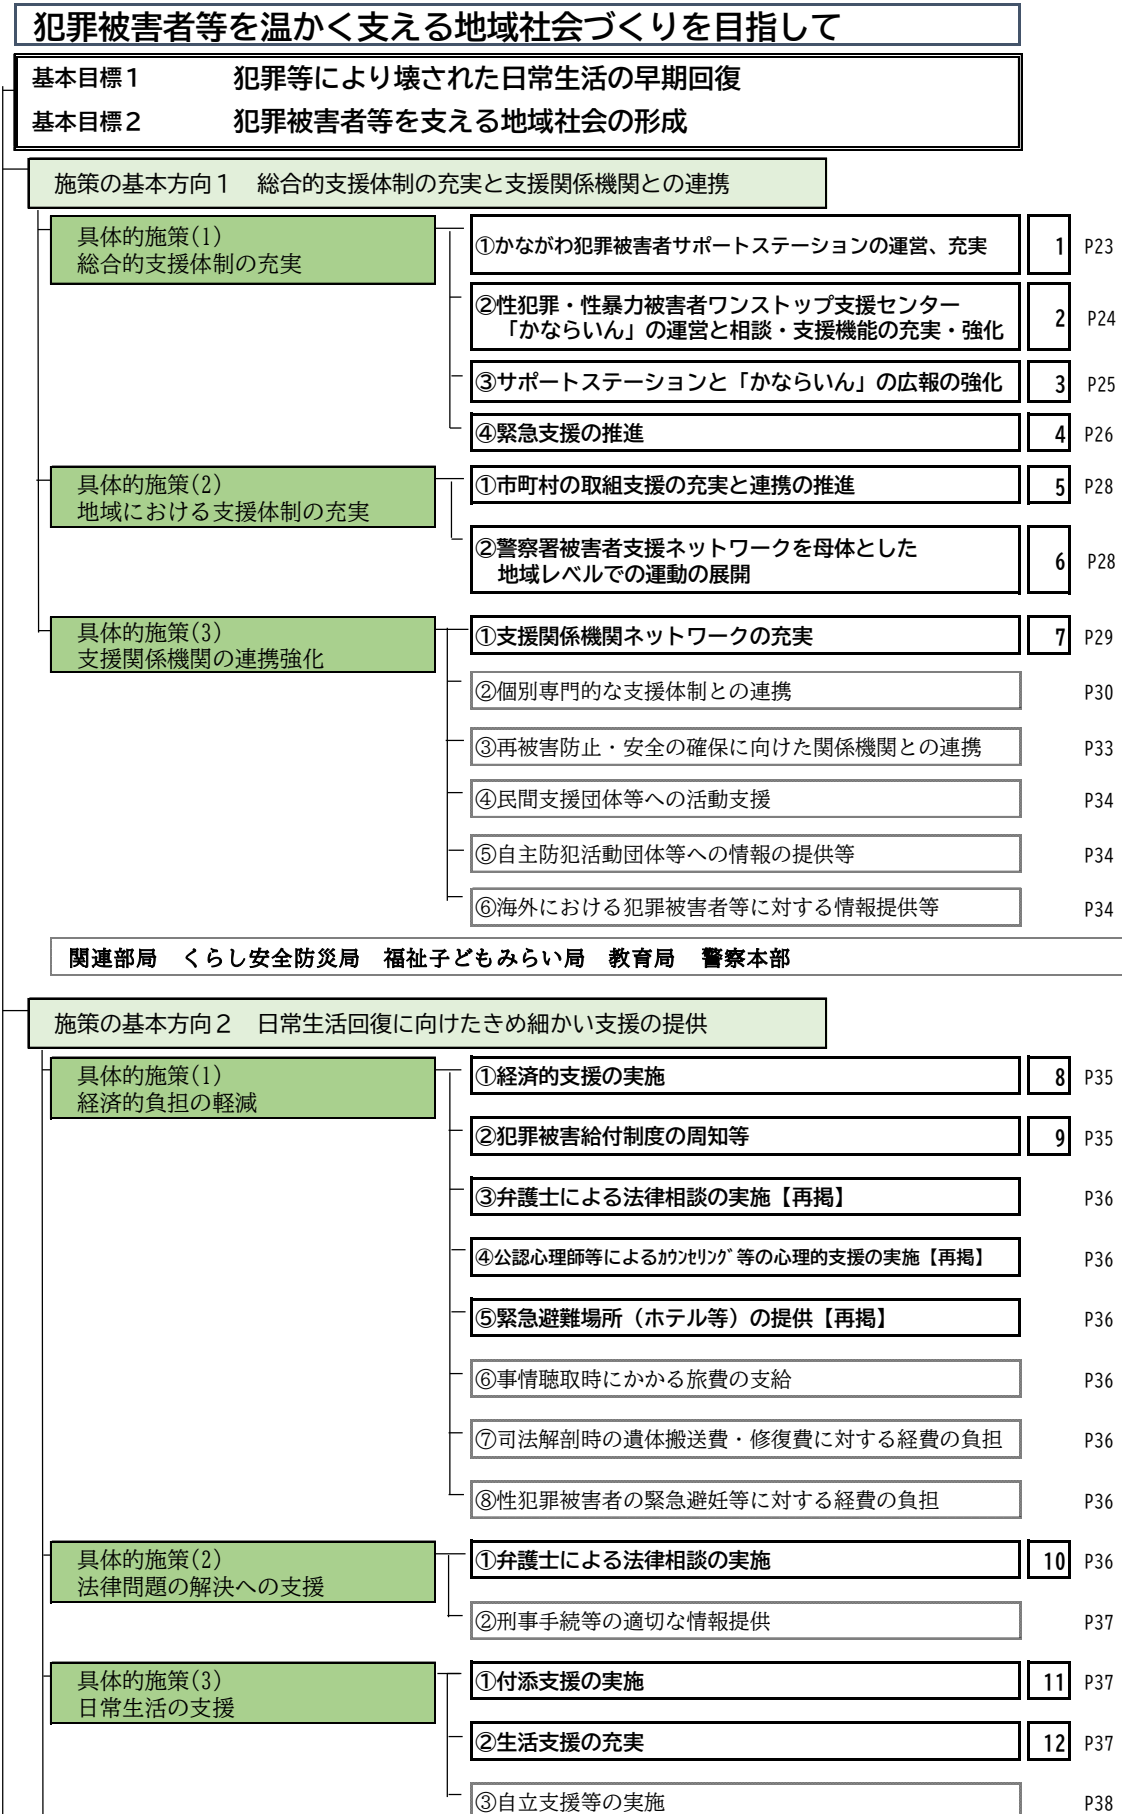 犯罪被害者等を温かく支える地域社会づくりを目指して
基本目標１　犯罪等により壊された日常生活の早期回復
基本目標２　犯罪被害者等を支える地域社会の形成
施策の基本方向１　総合的支援体制の充実と支援関係機関との連携
具体的施策(1)
総合的支援体制の充実
①かながわ犯罪被害者サポートステーションの運営、充実 1 P23
②性犯罪・性暴力被害者ワンストップ支援センター
「かならいん」の運営と相談・支援機能の充実・強化 2 P24
③サポートステーションと「かならいん」の広報の強化 3 P25
④緊急支援の推進 4 P26
具体的施策(2)
地域における支援体制の充実
①市町村の取組支援の充実と連携の推進 5 P28
②警察署被害者支援ネットワークを母体とした
地域レベルでの運動の展開 6 P28
具体的施策(3)
支援関係機関の連携強化
①支援関係機関ネットワークの充実 7 P29
②個別専門的な支援体制との連携 P30
③再被害防止・安全の確保に向けた関係機関との連携 P33
④民間支援団体等への活動支援 P34
⑤自主防犯活動団体等への情報の提供等 P34
⑥海外における犯罪被害者等に対する情報提供等 P34
関連部局　くらし安全防災局　福祉子どもみらい局　教育局　警察本部
施策の基本方向２　日常生活回復に向けたきめ細かい支援の提供
具体的施策(1)
経済的負担の軽減
①経済的支援の実施 8 P35
②犯罪被害給付制度の周知等 9 P35
③弁護士による法律相談の実施【再掲】 P36
④公認心理師等によるｶｳﾝｾﾘﾝｸﾞ等の心理的支援の実施【再掲】 P36
⑤緊急避難場所（ホテル等）の提供【再掲】 P36
⑥事情聴取時にかかる旅費の支給 P36
⑦司法解剖時の遺体搬送費・修復費に対する経費の負担 P36
⑧性犯罪被害者の緊急避妊等に対する経費の負担 P36
具体的施策(2)
法律問題の解決への支援
①弁護士による法律相談の実施 10 P36
②刑事手続等の適切な情報提供 P37
具体的施策(3)
日常生活の支援
①付添支援の実施 11 P37
②生活支援の充実 12 P37
③自立支援等の実施 P38